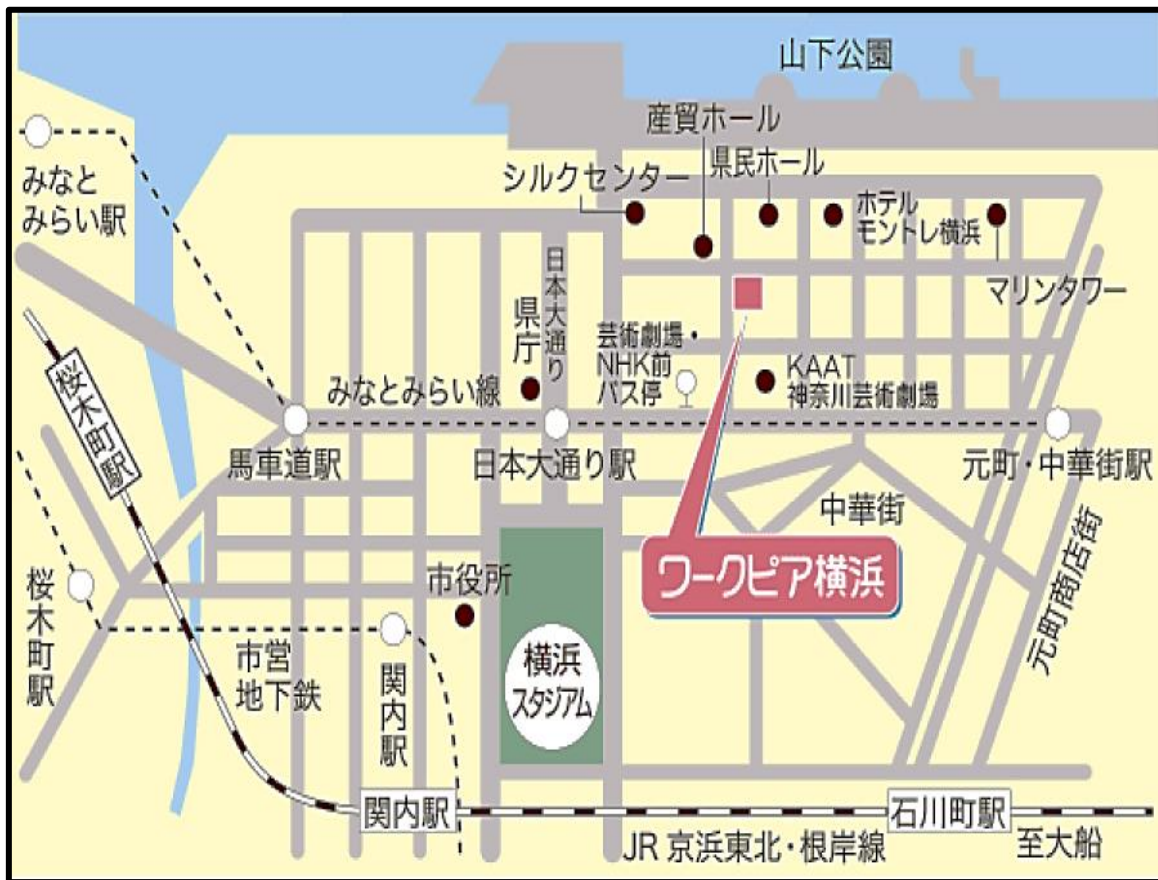 山下公園
産貿ホール
県民ホール
シルクセンター
ホテル
モントレ横浜
マリンタワー
みなと
みらい駅
日本大通り
県庁
芸術劇場・
NHK前
バス停
KAAT
神奈川芸術劇場
みなとみらい線
桜木町駅
馬車道駅
日本大通り駅
元町・中華街駅
中華街
ワークピア横浜
元町商店街
桜木町駅
市役所
市営
地下鉄
関内駅
横浜
スタジアム
関内駅
石川町駅
JR 京浜東北・根岸線
至大船